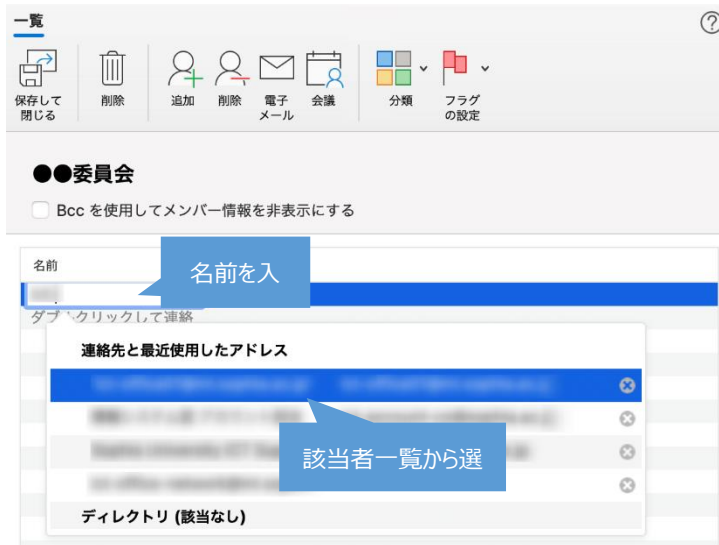 一覧
保存して
閉じる
削除
追加
削除
電子
メール
会議
分類
フラグ
の設定
●●委員会
Bcc を使用してメンバー情報を非表示にする
名前
名前を入
ダブルクリックして連絡
連絡先と最近使用したアドレス
該当者一覧から選
ディレクトリ (該当なし)